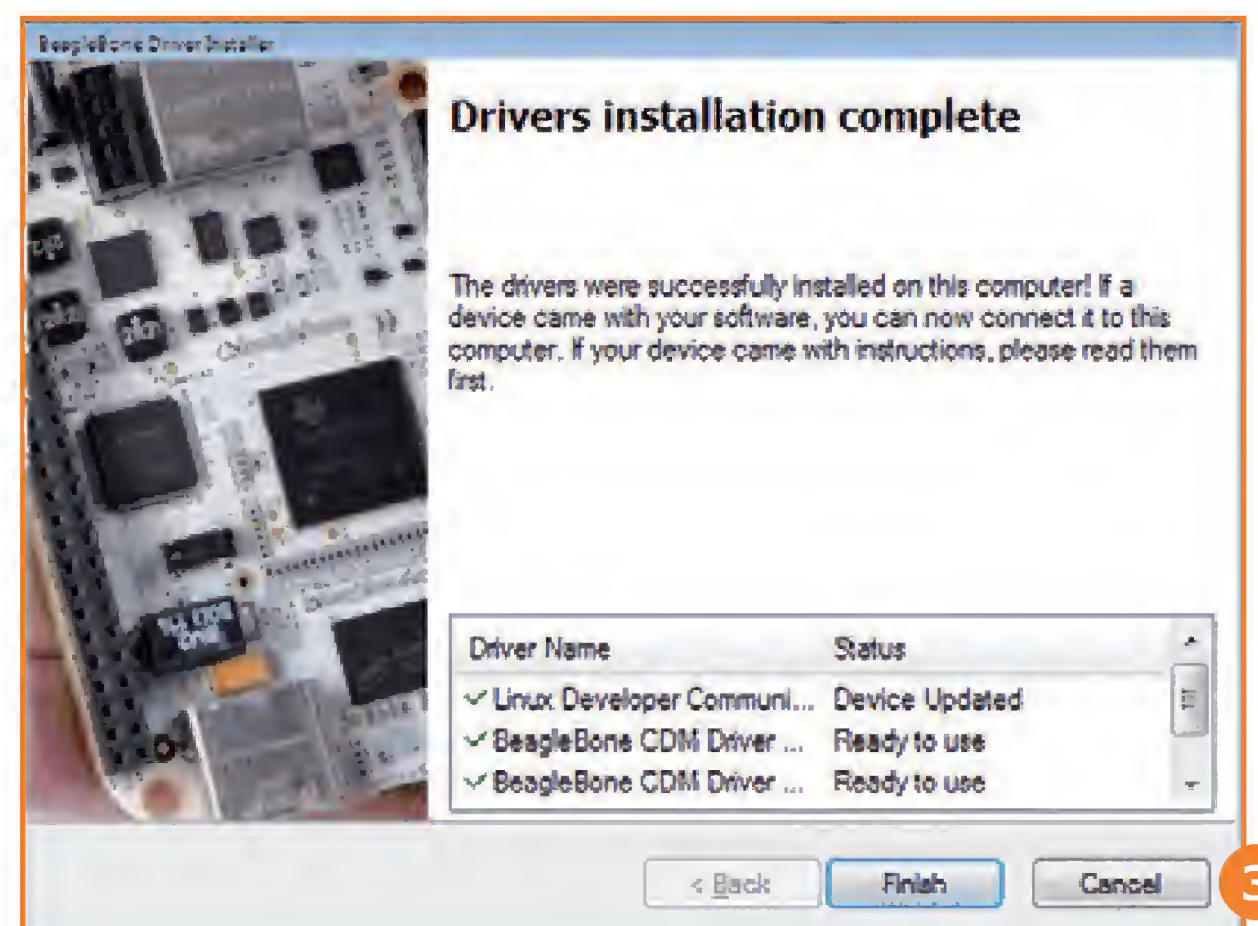 BeagleBone Driver Installer
Drivers installation complete
The drivers were successfully installed on this computer! If a
device came with your software, you can now connect it to this
computer. If your device came with instructions, please read them
first.
Driver Name Status
Linux Developer Communi... Device Updated
BeagleBone CDM Driver ... Ready to use
BeagleBone CDM Driver ... Ready to use
< Back Finish Cancel
3